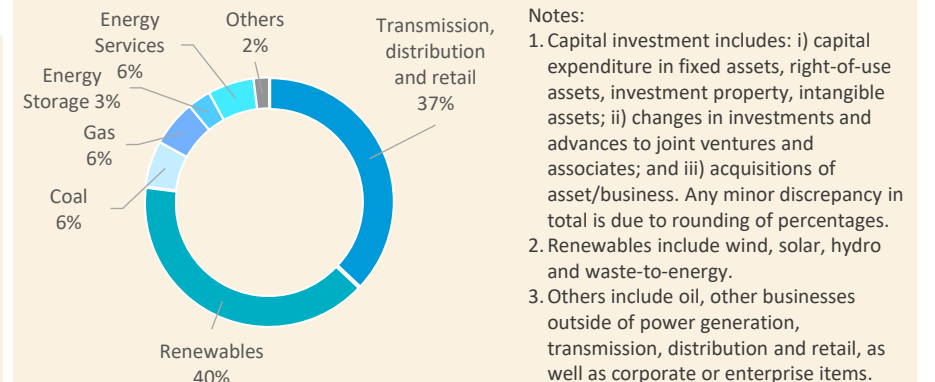 Energy
Services
6%
Others
2%
Transmission,
distribution
and retail
37%
Energy
Storage 3%
Gas
6%
Coal
6%
Renewables
40%
Notes:
1. Capital investment includes: i) capital
expenditure in fixed assets, right-of-use
assets, investment property, intangible
assets; ii) changes in investments and
advances to joint ventures and
associates; and iii) acquisitions of
asset/business. Any minor discrepancy in
total is due to rounding of percentages.
2. Renewables include wind, solar, hydro
and waste-to-energy.
3. Others include oil, other businesses
outside of power generation,
transmission, distribution and retail, as
well as corporate or enterprise items.